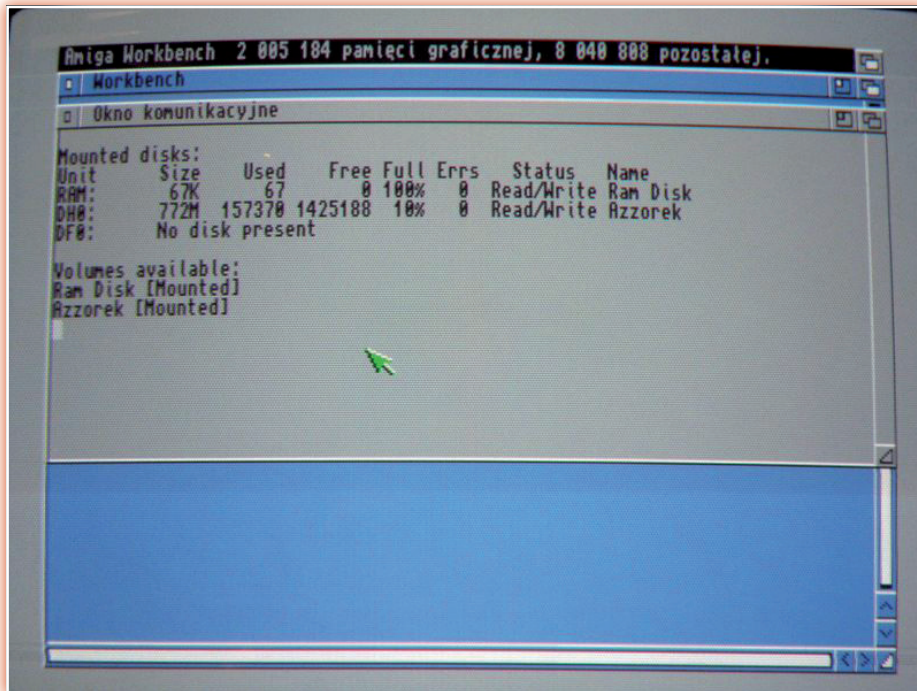 Amiga Workbench 2 005 184 pamięci graficznej, 8 040 808 pozostałej.
Workbench
Okno komunikacyjne
Mounted disks:
Unit Size Used Free Full Errs Status Name
RAM: 67K 67 0 100% 0 Read/Write Ram Disk
DH0: 772M 157370 1425188 10% 0 Read/Write Azzorek
DF0: No disk present
Volumes available:
Ram Disk [Mounted]
Azzorek [Mounted]